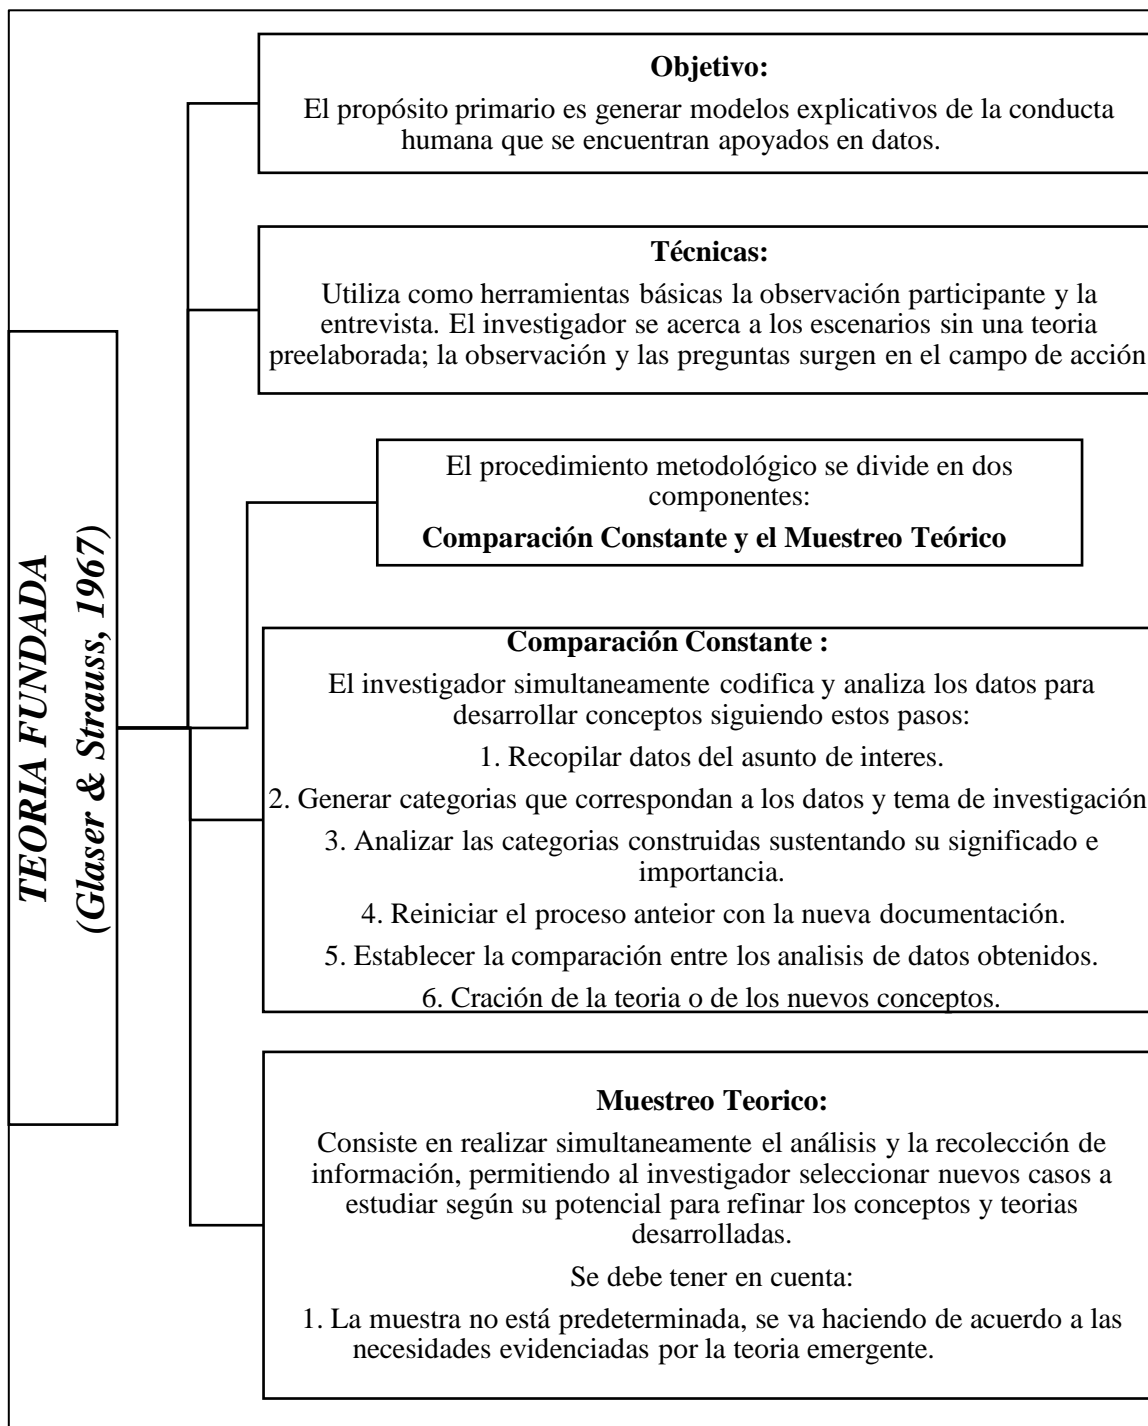 TEORIA FUNDADA
(Glaser & Strauss, 1967)
Objetivo:
El propósito primario es generar modelos explicativos de la conducta
humana que se encuentran apoyados en datos.
Técnicas:
Utiliza como herramientas básicas la observación participante y la
entrevista. El investigador se acerca a los escenarios sin una teoria
preelaborada; la observación y las preguntas surgen en el campo de acción
El procedimiento metodológico se divide en dos
componentes:
Comparación Constante y el Muestreo Teórico
Comparación Constante :
El investigador simultaneamente codifica y analiza los datos para
desarrollar conceptos siguiendo estos pasos:
1. Recopilar datos del asunto de interes.
2. Generar categorias que correspondan a los datos y tema de investigación
3. Analizar las categorias construidas sustentando su significado e
importancia.
4. Reiniciar el proceso anteior con la nueva documentación.
5. Establecer la comparación entre los analisis de datos obtenidos.
6. Cración de la teoria o de los nuevos conceptos.
Muestreo Teorico:
Consiste en realizar simultaneamente el análisis y la recolección de
información, permitiendo al investigador seleccionar nuevos casos a
estudiar según su potencial para refinar los conceptos y teorias
desarrolladas.
Se debe tener en cuenta:
1. La muestra no está predeterminada, se va haciendo de acuerdo a las
necesidades evidenciadas por la teoria emergente.